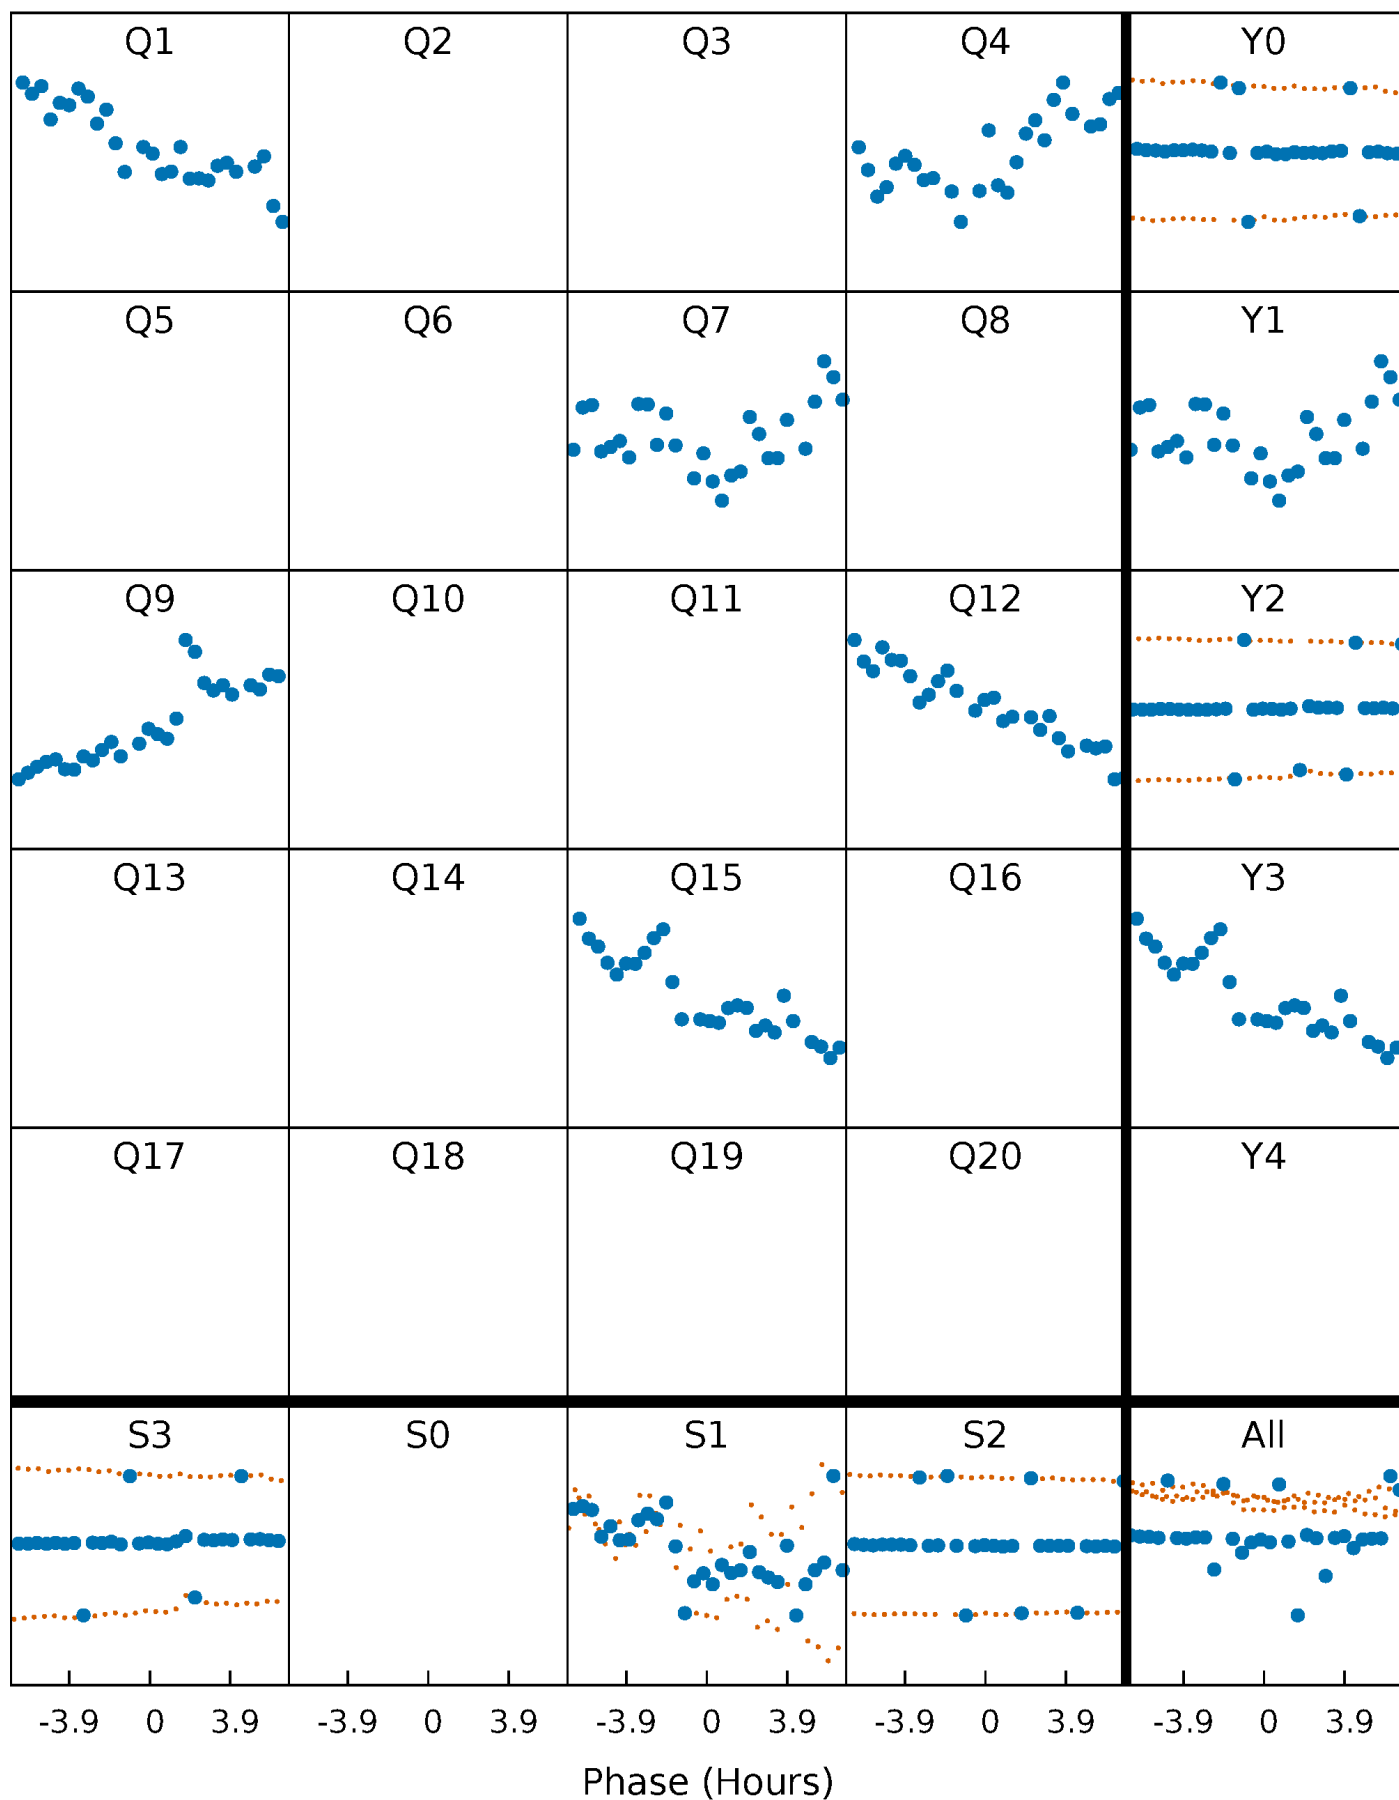 Q1 Q2 Q3 Q4 Y0
Q5 Q6 Q7 Q8 Y1
Q9 Q10 Q11 Q12 Y2
Q13 Q14 Q15 Q16 Y3
Q17 Q18 Q19 Q20 Y4
S3 S0 S1 S2 All
-3.9 0 3.9 -3.9 0 3.9 -3.9 0 3.9 -3.9 0 3.9 -3.9 0 3.9
Phase (Hours)